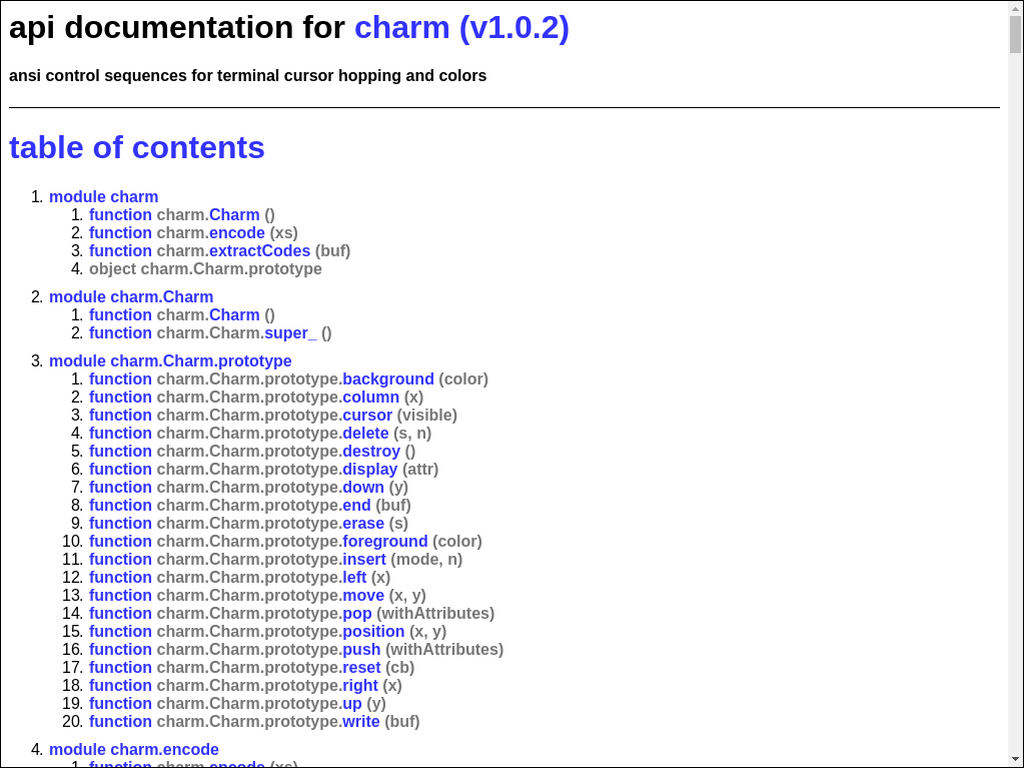 api documentation for charm (v1.0.2)
ansi control sequences for terminal cursor hopping and colors
table of contents
1. module charm
1. function charm.Charm ()
2. function charm.encode (xs)
3. function charm.extractCodes (buf)
4. object charm.Charm.prototype
2. module charm.Charm
1. function charm.Charm ()
2. function charm.Charm.super_ ()
3. module charm.Charm.prototype
1. function charm.Charm.prototype.background (color)
2. function charm.Charm.prototype.column (x)
3. function charm.Charm.prototype.cursor (visible)
4. function charm.Charm.prototype.delete (s, n)
5. function charm.Charm.prototype.destroy ()
6. function charm.Charm.prototype.display (attr)
7. function charm.Charm.prototype.down (y)
8. function charm.Charm.prototype.end (buf)
9. function charm.Charm.prototype.erase (s)
10. function charm.Charm.prototype.foreground (color)
11. function charm.Charm.prototype.insert (mode, n)
12. function charm.Charm.prototype.left (x)
13. function charm.Charm.prototype.move (x, y)
14. function charm.Charm.prototype.pop (withAttributes)
15. function charm.Charm.prototype.position (x, y)
16. function charm.Charm.prototype.push (withAttributes)
17. function charm.Charm.prototype.reset (cb)
18. function charm.Charm.prototype.right (x)
19. function charm.Charm.prototype.up (y)
20. function charm.Charm.prototype.write (buf)
4. module charm.encode
1. function charm.encode (xs)